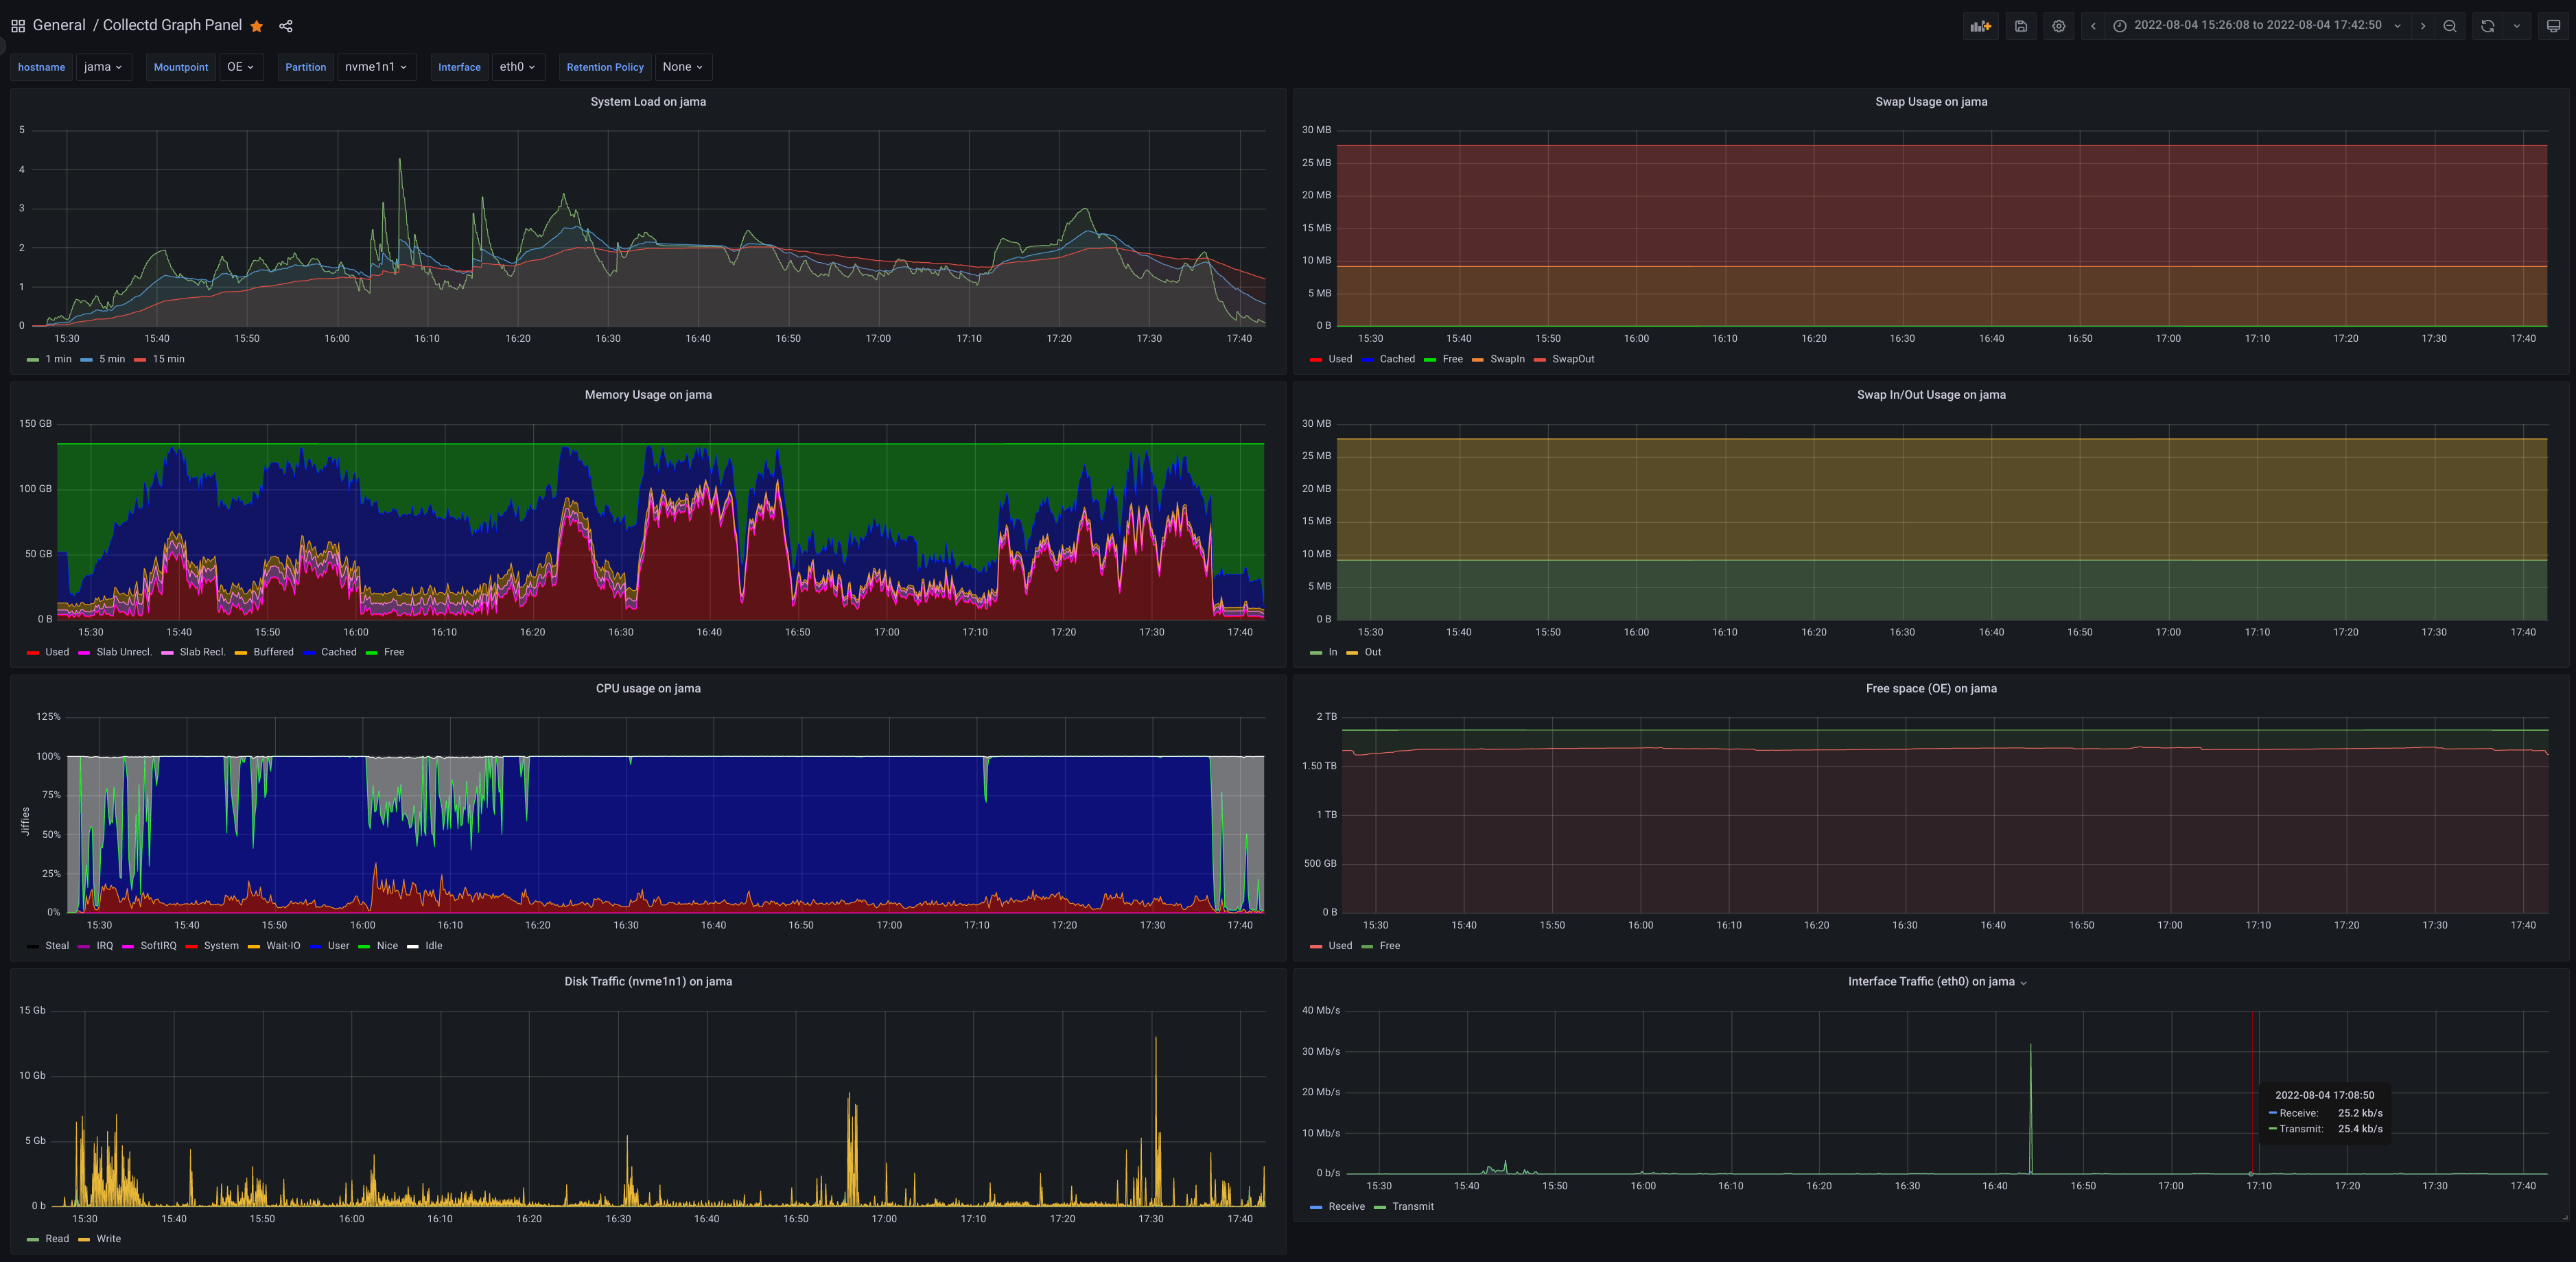 General / Collectd Graph Panel
2022-08-04 15:26:08 to 2022-08-04 17:42:50
hostname jama Mountpoint OE Partition nvme1n1 Interface eth0 Retention Policy None
System Load on jama
5
4
3
2
1
0
15:30 15:40 15:50 16:00 16:10 16:20 16:30 16:40 16:50 17:00 17:10 17:20 17:30 17:40
1 min 5 min 15 min
Swap Usage on jama
30 MB
25 MB
20 MB
15 MB
10 MB
5 MB
0 B
15:30 15:40 15:50 16:00 16:10 16:20 16:30 16:40 16:50 17:00 17:10 17:20 17:30 17:40
Used Cached Free SwapIn SwapOut
Memory Usage on jama
150 GB
100 GB
50 GB
0 B
15:30 15:40 15:50 16:00 16:10 16:20 16:30 16:40 16:50 17:00 17:10 17:20 17:30 17:40
Used Slab Unrecl. Slab Recl. Buffered Cached Free
Swap In/Out Usage on jama
30 MB
25 MB
20 MB
15 MB
10 MB
5 MB
0 B
15:30 15:40 15:50 16:00 16:10 16:20 16:30 16:40 16:50 17:00 17:10 17:20 17:30 17:40
In Out
CPU usage on jama
Jiffies
125%
100%
75%
50%
25%
0%
15:30 15:40 15:50 16:00 16:10 16:20 16:30 16:40 16:50 17:00 17:10 17:20 17:30 17:40
Steal IRQ SoftIRQ System Wait-IO User Nice Idle
Free space (OE) on jama
2 TB
1.50 TB
1 TB
500 GB
0 B
15:30 15:40 15:50 16:00 16:10 16:20 16:30 16:40 16:50 17:00 17:10 17:20 17:30 17:40
Used Free
Disk Traffic (nvme1n1) on jama
15 Gb
10 Gb
5 Gb
0 b
15:30 15:40 15:50 16:00 16:10 16:20 16:30 16:40 16:50 17:00 17:10 17:20 17:30 17:40
Read Write
Interface Traffic (eth0) on jama
40 Mb/s
30 Mb/s
20 Mb/s
10 Mb/s
0 b/s
2022-08-04 17:08:50
Receive: 25.2 kb/s
Transmit: 25.4 kb/s
15:30 15:40 15:50 16:00 16:10 16:20 16:30 16:40 16:50 17:00 17:10 17:20 17:30 17:40
Receive Transmit